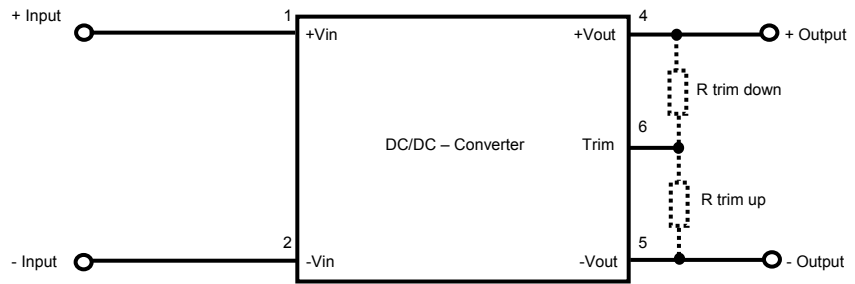 + Input
1
+Vin
+Vout
4
+ Output
R trim down
6
DC/DC – Converter
Trim
R trim up
- Input
2
-Vin
-Vout
5
- Output